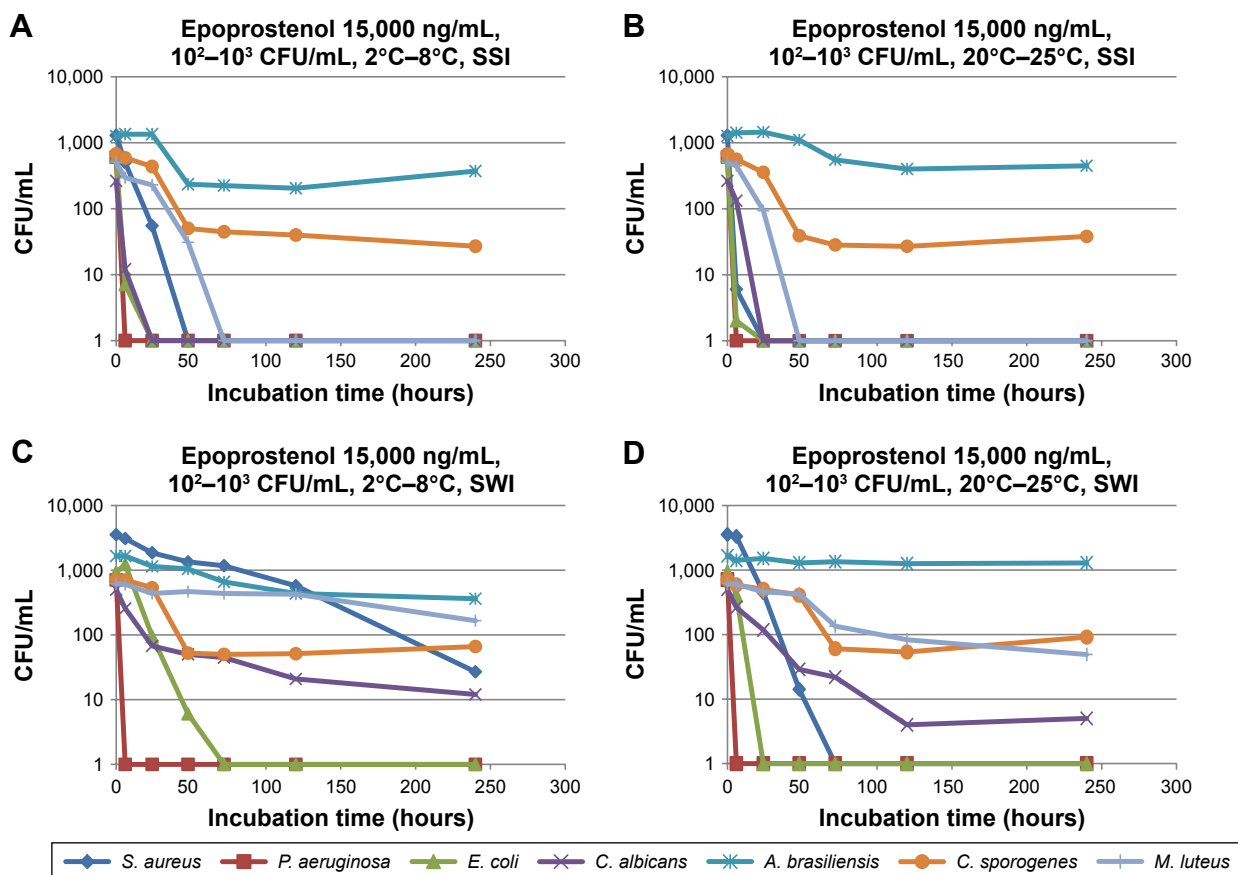 A
Epoprostenol 15,000 ng/mL,
10²–10³ CFU/mL, 2°C–8°C, SSI
10,000
1,000
100
10
1
CFU/mL
0 50 100 150 200 250 300
Incubation time (hours)
B
Epoprostenol 15,000 ng/mL,
10²–10³ CFU/mL, 20°C–25°C, SSI
10,000
1,000
100
10
1
CFU/mL
0 50 100 150 200 250 300
Incubation time (hours)
C
Epoprostenol 15,000 ng/mL,
10²–10³ CFU/mL, 2°C–8°C, SWI
10,000
1,000
100
10
1
CFU/mL
0 50 100 150 200 250 300
Incubation time (hours)
D
Epoprostenol 15,000 ng/mL,
10²–10³ CFU/mL, 20°C–25°C, SWI
10,000
1,000
100
10
1
CFU/mL
0 50 100 150 200 250 300
Incubation time (hours)
S. aureus P. aeruginosa E. coli C. albicans A. brasiliensis C. sporogenes M. luteus